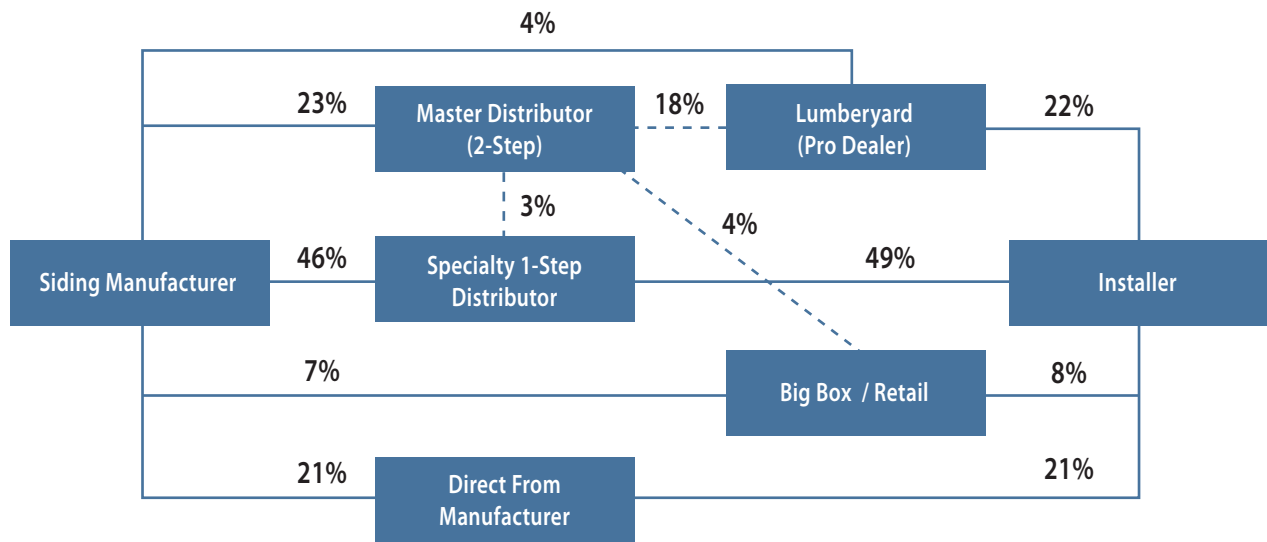 4%
23%
Master Distributor
(2-Step)
18%
Lumberyard
(Pro Dealer)
22%
3%
4%
Siding Manufacturer
46%
Specialty 1-Step
Distributor
49%
Installer
7%
Big Box / Retail
8%
21%
Direct From
Manufacturer
21%